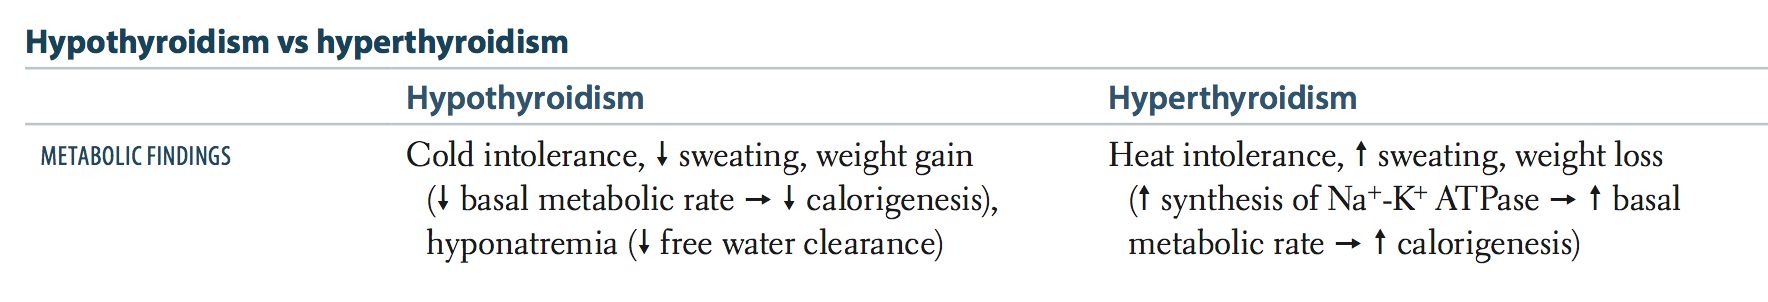 Hypothyroidism vs hyperthyroidism
Hypothyroidism Hyperthyroidism
METABOLIC FINDINGS
Cold intolerance, ↓ sweating, weight gain
(↓ basal metabolic rate → ↓ calorigenesis),
hyponatremia (↓ free water clearance)
Heat intolerance, ↑ sweating, weight loss
(↑ synthesis of Na⁺-K⁺ ATPase → ↑ basal
metabolic rate → ↑ calorigenesis)